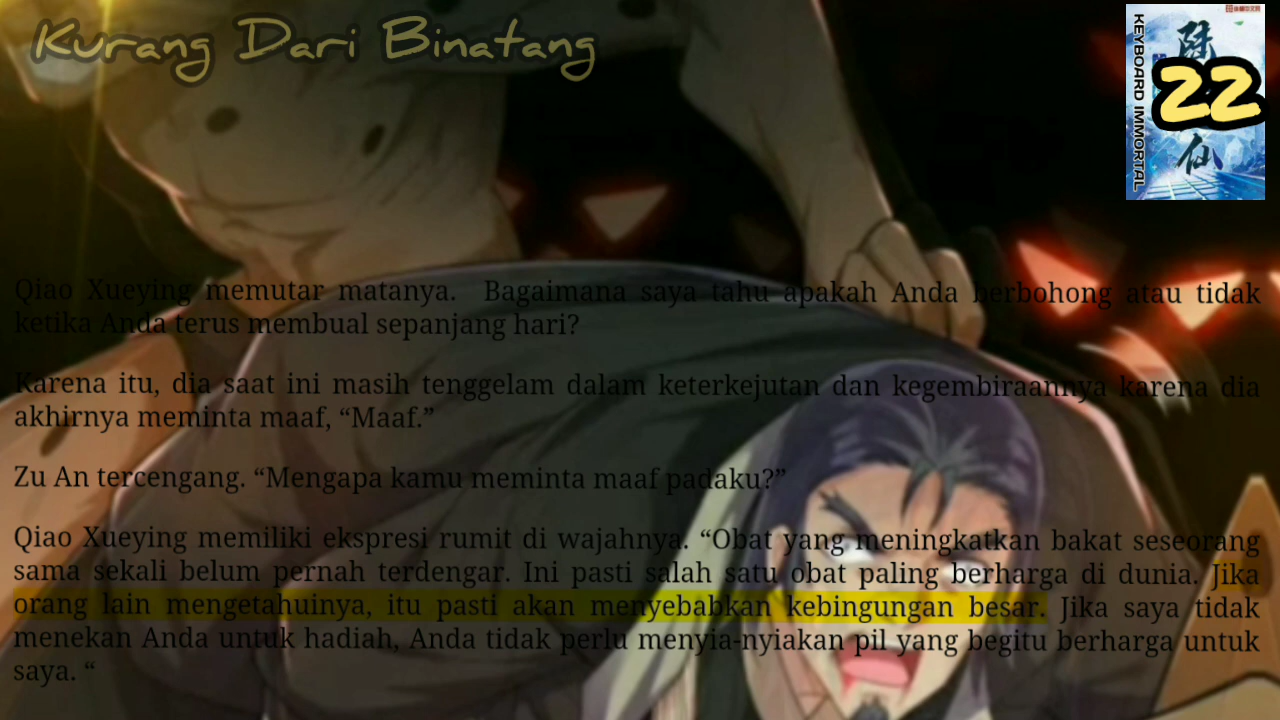 Kurang Dari Binatang
陸
仙
KEYBOARD IMMORTAL
22
Qiao Xueying memutar matanya.  Bagaimana saya tahu apakah Anda berbohong atau tidak
ketika Anda terus membual sepanjang hari?
Karena itu, dia saat ini masih tenggelam dalam keterkejutan dan kegembiraannya karena dia
akhirnya meminta maaf, “Maaf.”
Zu An tercengang. “Mengapa kamu meminta maaf padaku?”
Qiao Xueying memiliki ekspresi rumit di wajahnya. “Obat yang meningkatkan bakat seseorang
sama sekali belum pernah terdengar. Ini pasti salah satu obat paling berharga di dunia. Jika
orang lain mengetahuinya, itu pasti akan menyebabkan kebingungan besar. Jika saya tidak
menekan Anda untuk hadiah, Anda tidak perlu menyia-nyiakan pil yang begitu berharga untuk
saya. “